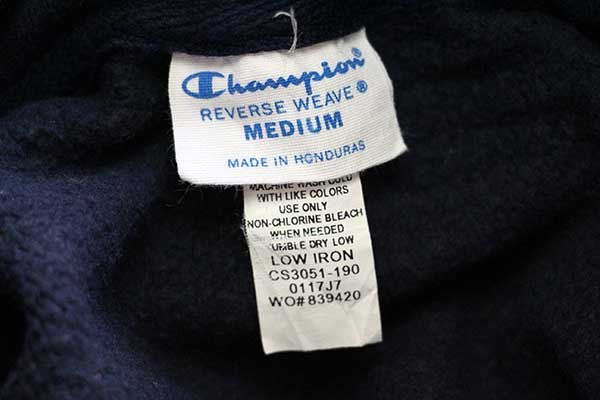 Champion®
REVERSE WEAVE®
MEDIUM
MADE IN HONDURAS
MACHINE WASH COLD
WITH LIKE COLORS
USE ONLY
NON-CHLORINE BLEACH
WHEN NEEDED
TUMBLE DRY LOW
LOW IRON
CS3051-190
0117J7
WO#839420